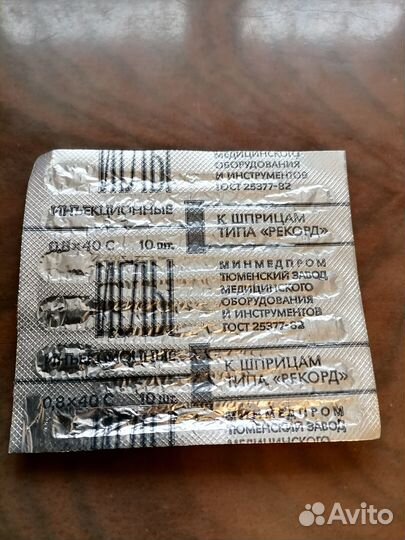 ИГЛЫ
МЕДИЦИНСКОГО
ОБОРУДОВАНИЯ
И ИНСТРУМЕНТОВ
ГОСТ 25377-82
ИНЪЕКЦИОННЫЕ
К ШПРИЦАМ
ТИПА «РЕКОРД»
0,8×40 С 10 шт.
ИГЛЫ
МИНМЕДПРОМ
ТЮМЕНСКИЙ ЗАВОД
МЕДИЦИНСКОГО
ОБОРУДОВАНИЯ
И ИНСТРУМЕНТОВ
ГОСТ 25377-82
ИНЪЕКЦИОННЫЕ
К ШПРИЦАМ
ТИПА «РЕКОРД»
0,8×40 С 10 шт.
ИГЛЫ
МИНМЕДПРОМ
ТЮМЕНСКИЙ ЗАВОД
МЕДИЦИНСКОГО
Avito